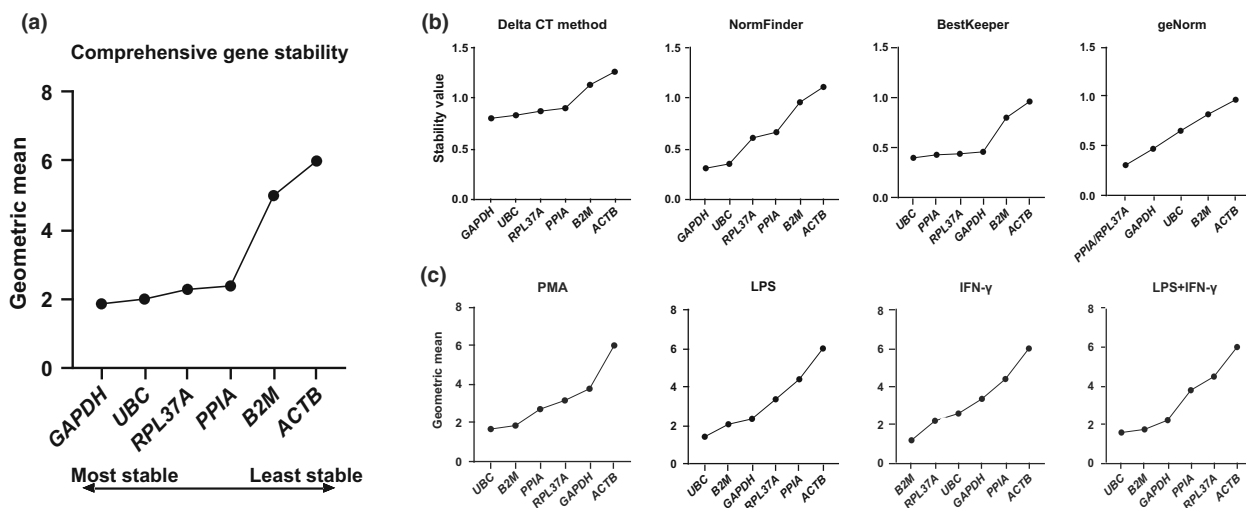 (a)
Comprehensive gene stability
Geometric mean
8
6
4
2
0
GAPDH
UBC
RPL37A
PPIA
B2M
ACTB
Most stable
Least stable
(b)
Delta CT method
Stability value
1.5
1.0
0.5
0.0
GAPDH
UBC
RPL37A
PPIA
B2M
ACTB
NormFinder
1.5
1.0
0.5
0.0
GAPDH
UBC
RPL37A
PPIA
B2M
ACTB
BestKeeper
1.5
1.0
0.5
0.0
UBC
PPIA
RPL37A
GAPDH
B2M
ACTB
geNorm
1.5
1.0
0.5
0.0
PPIA/RPL37A
GAPDH
UBC
B2M
ACTB
(c)
PMA
Geometric mean
8
6
4
2
0
UBC
B2M
PPIA
RPL37A
GAPDH
ACTB
LPS
8
6
4
2
0
UBC
B2M
GAPDH
RPL37A
PPIA
ACTB
IFN-γ
8
6
4
2
0
B2M
RPL37A
UBC
GAPDH
PPIA
ACTB
LPS+IFN-γ
8
6
4
2
0
UBC
B2M
GAPDH
PPIA
RPL37A
ACTB